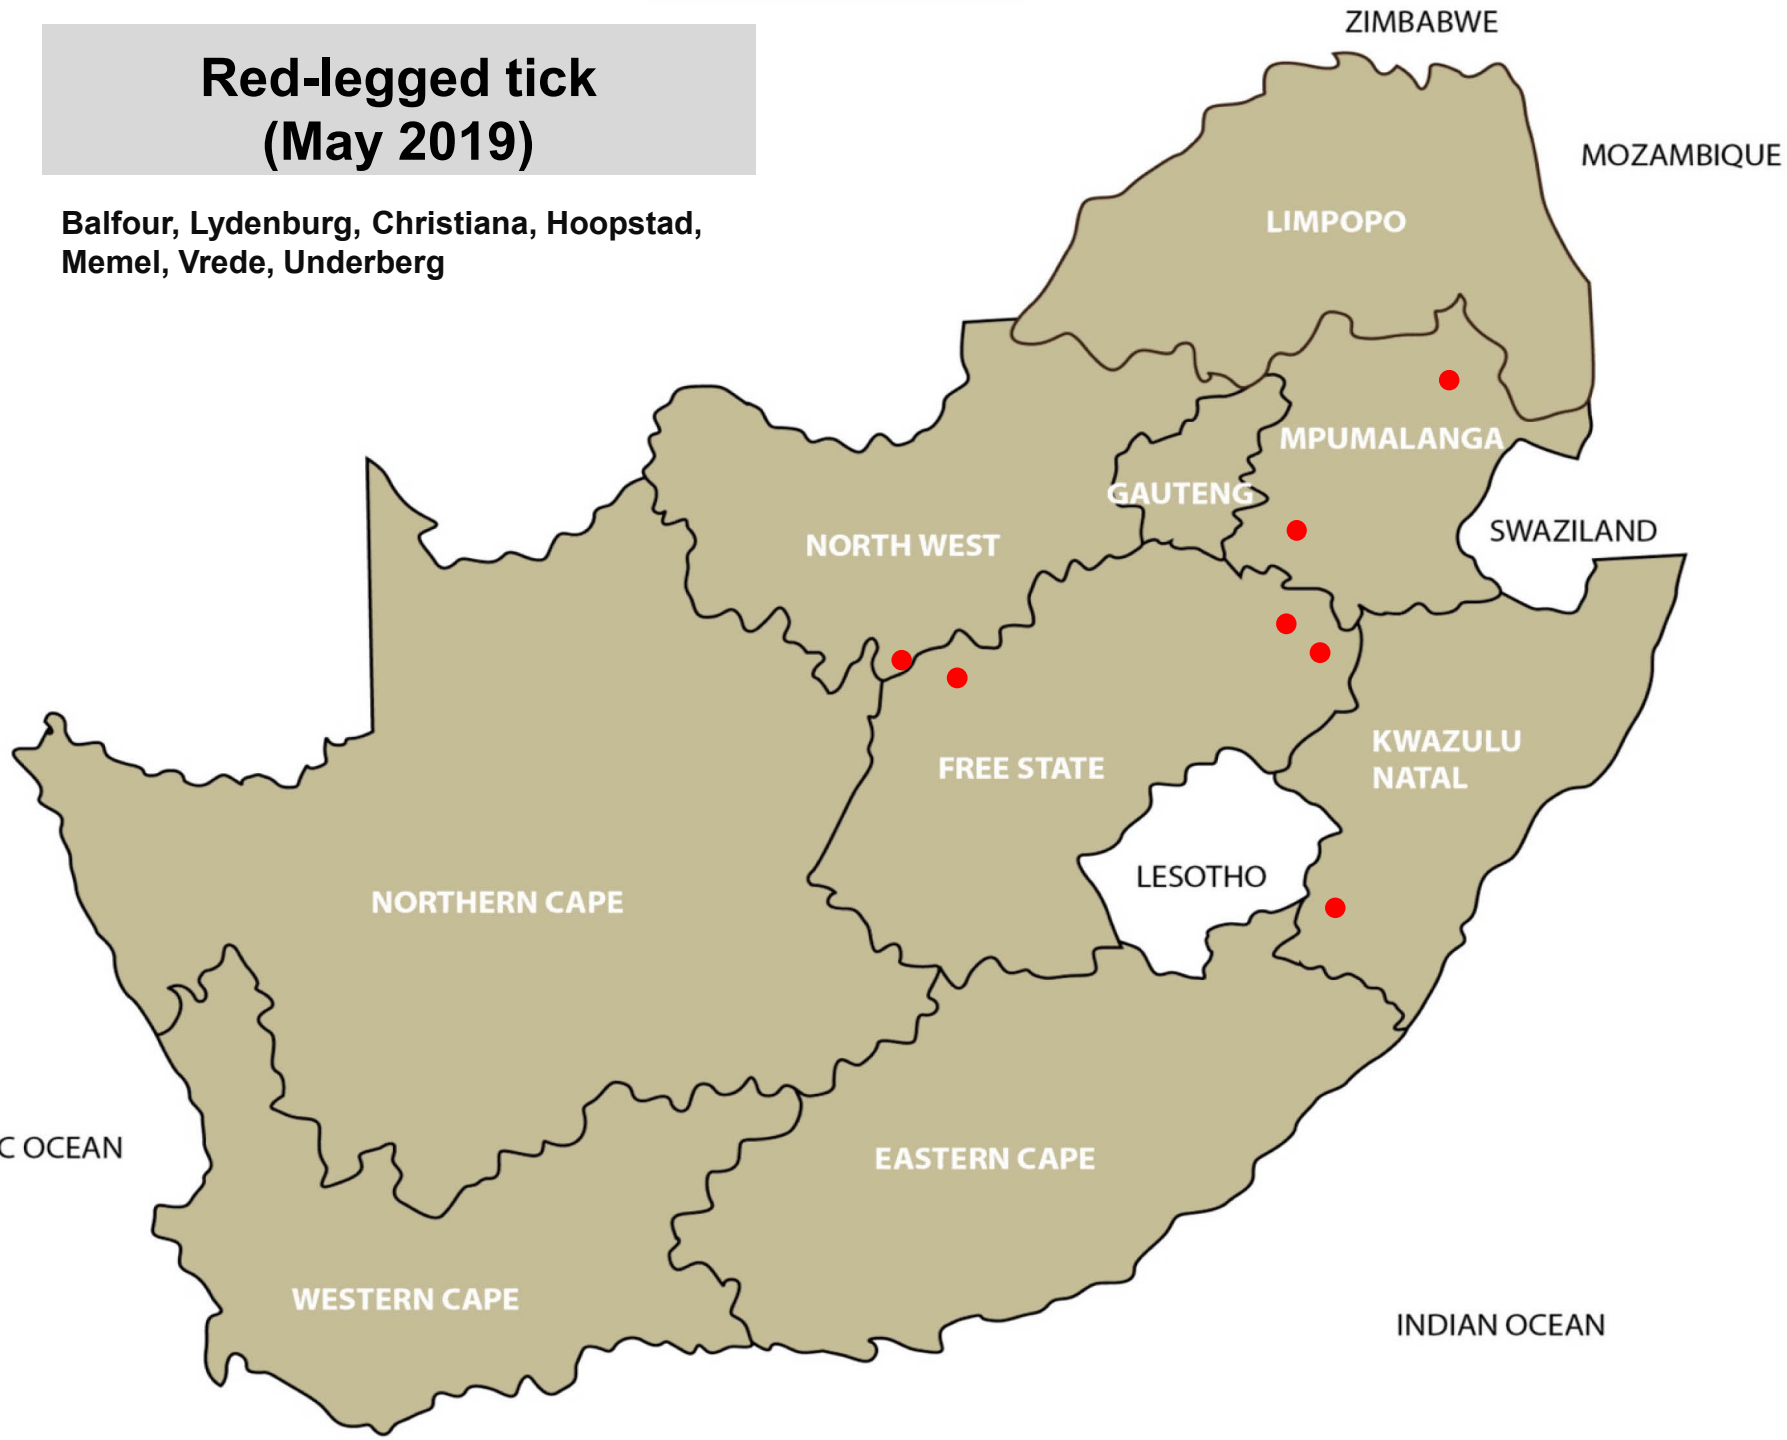 Red-legged tick
(May 2019)
Balfour, Lydenburg, Christiana, Hoopstad,
Memel, Vrede, Underberg
ZIMBABWE
MOZAMBIQUE
LIMPOPO
MPUMALANGA
GAUTENG
SWAZILAND
NORTH WEST
KWAZULU
NATAL
FREE STATE
LESOTHO
NORTHERN CAPE
C OCEAN
EASTERN CAPE
WESTERN CAPE
INDIAN OCEAN